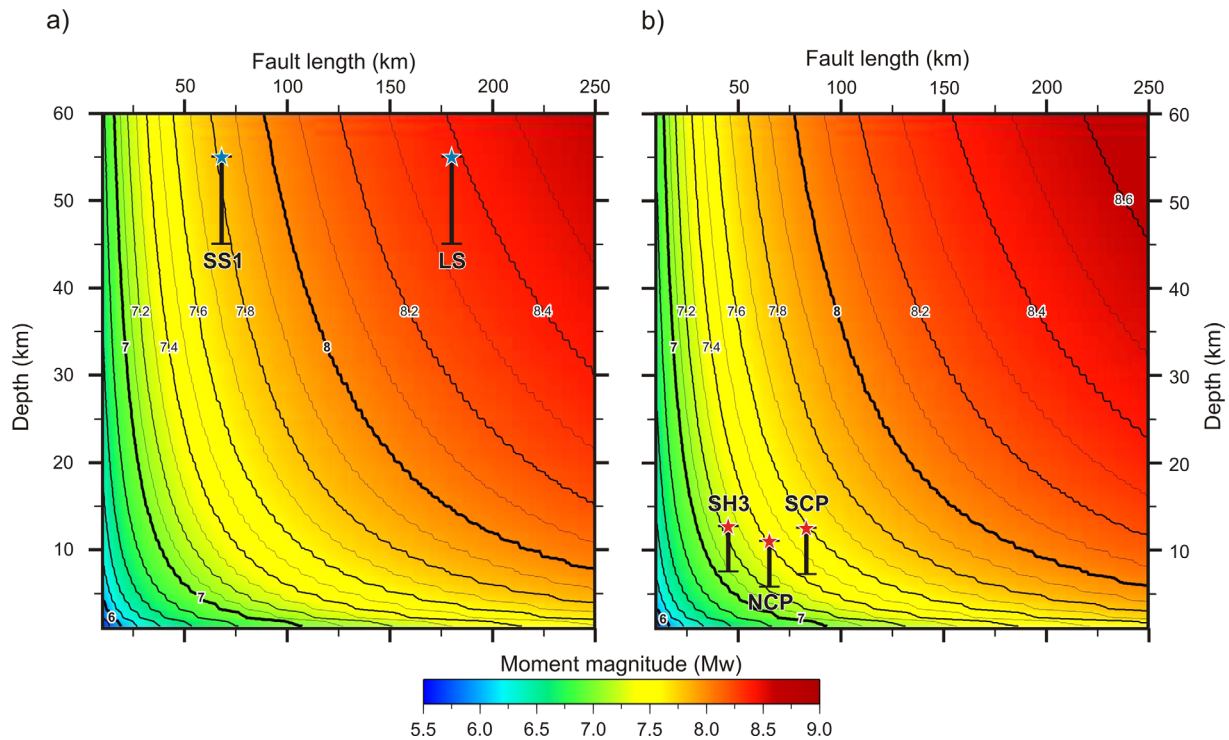 a)
b)
Fault length (km)
Fault length (km)
50 100 150 200 250
50 100 150 200 250
60
50
40
30
20
10
Depth (km)
SS1
LS
7.2
7.6
7.8
8.2
8.4
7
7.4
8
7
6
60
50
40
30
20
10
Depth (km)
8.6
7.2
7.6
7.8
8
8.2
8.4
7
7.4
SH3
SCP
NCP
7
6
Moment magnitude (Mw)
5.5 6.0 6.5 7.0 7.5 8.0 8.5 9.0